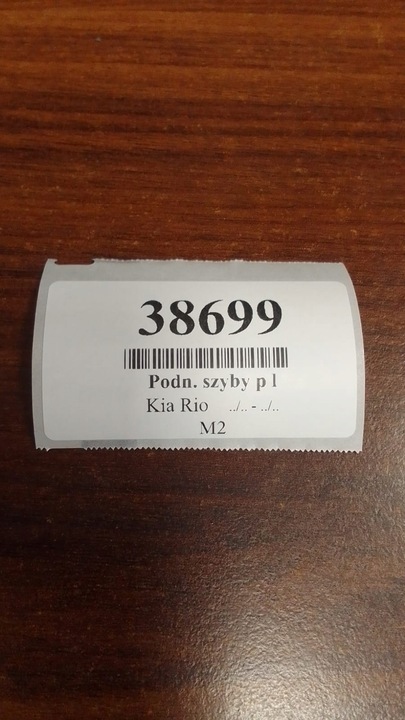 38699
Podn. szyby p l
Kia Rio ../.. - ../..
M2